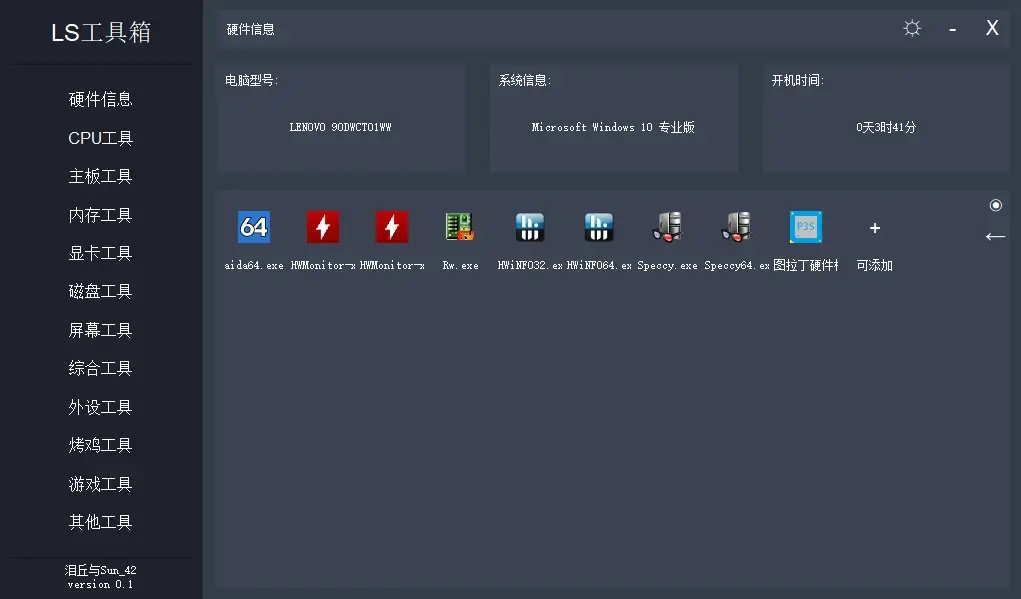 LS工具箱
硬件信息
CPU工具
主板工具
内存工具
显卡工具
磁盘工具
屏幕工具
综合工具
外设工具
烤鸡工具
游戏工具
其他工具
泪丘与Sun_42
version 0.1
硬件信息
- X
电脑型号:
LENOVO 90DWCTO1WW
系统信息:
Microsoft Windows 10 专业版
开机时间:
0天3时41分
64
P3S
aida64.exe HWMonitor-x HWMonitor-x Rw.exe HWiNFO32.ex HWiNFO64.ex Speccy.exe Speccy64.ex 图拉丁硬件 可添加